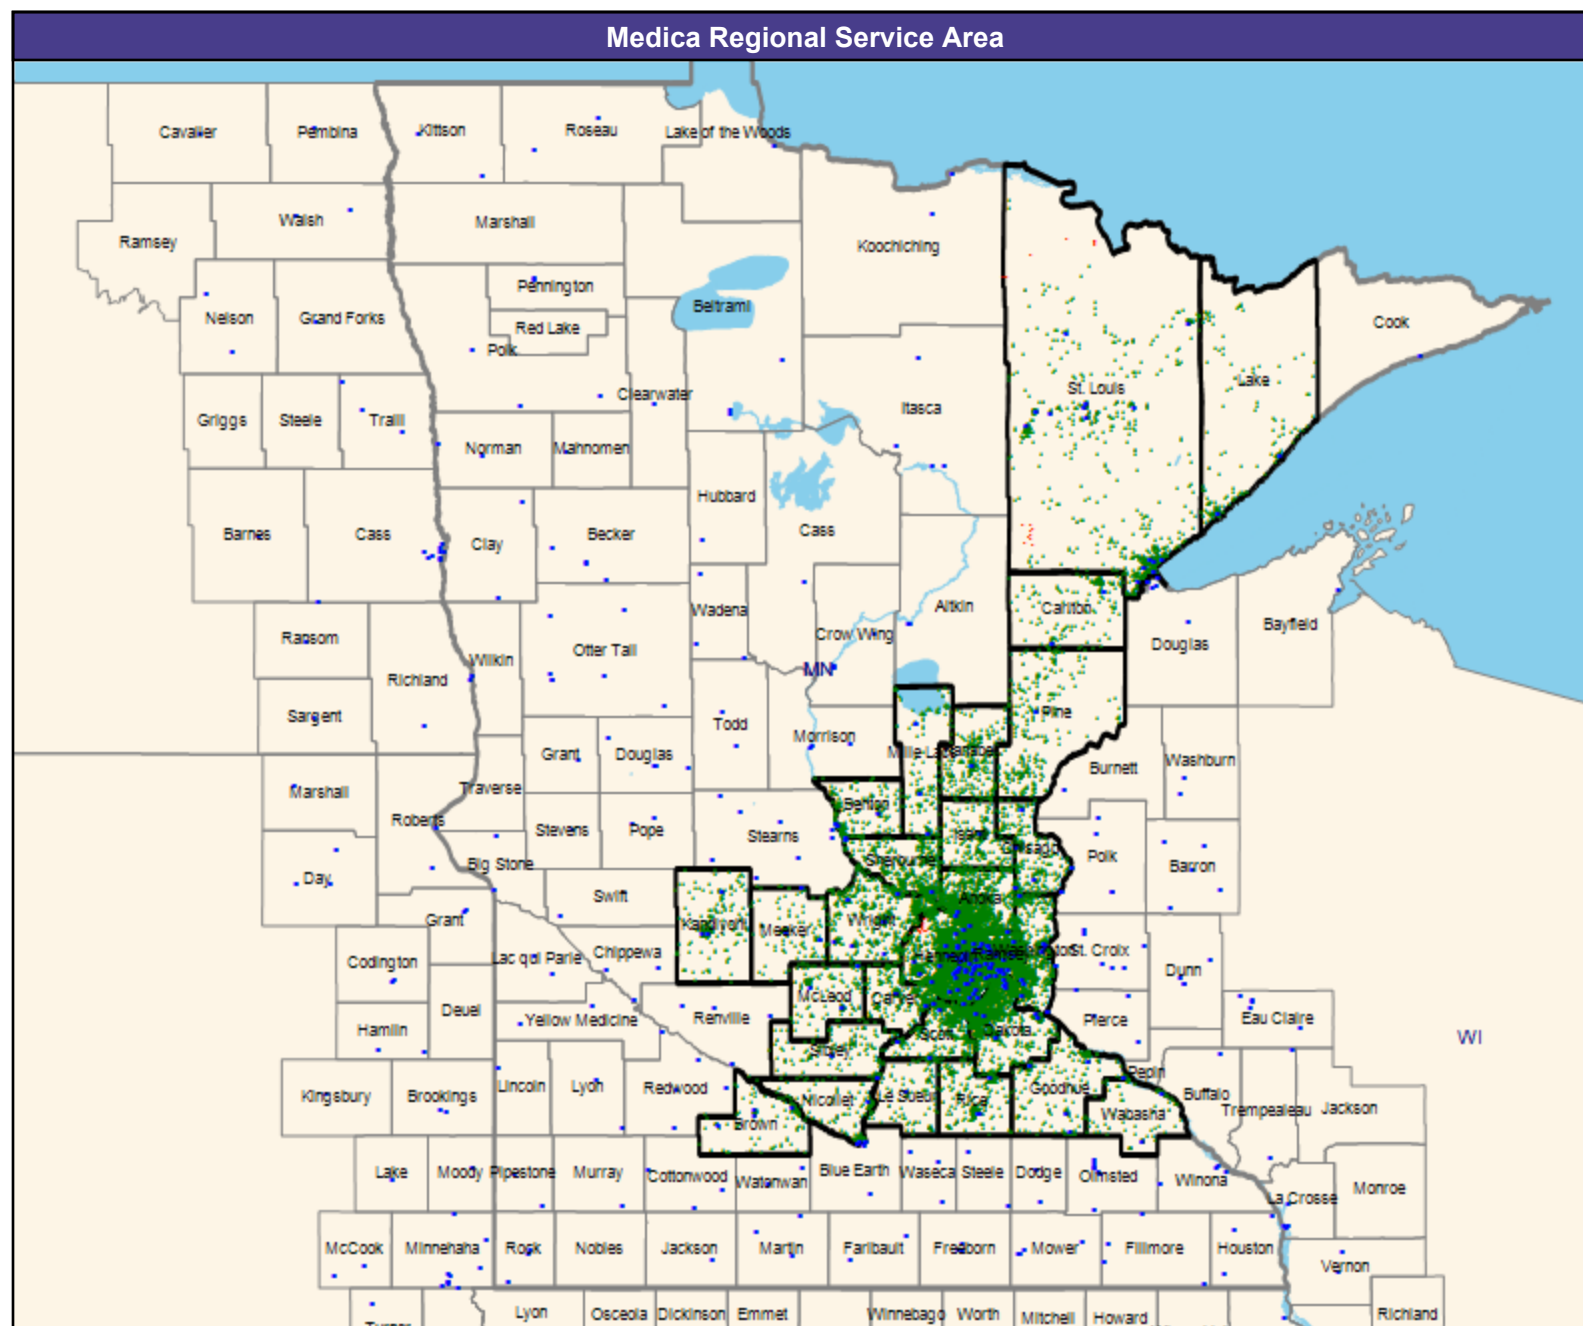 Medica Regional Service Area
Cavalier Pembina Kittson Roseau Lake of the Woods
Walsh Marshall
Ramsey Koochiching
Pennington
Nelson Grand Forks Red Lake Beltrami Cook
Polk
Clearwater St. Louis Lake
Griggs Steele Traill Itasca
Norman Mahnomen
Hubbard
Barnes Cass Clay Becker Cass
Wadena Aitkin Carlton
Ransom Crow Wing Bayfield
Wilkin Otter Tail Douglas
Richland MN
Sargent Todd Pine
Morrison
Grant Douglas Mille Lacs Kanabec Burnett Washburn
Marshall Traverse
Roberts Stevens Pope Stearns Benton Isanti
Big Stone Sherburne Chisago Polk Barron
Day Swift Anoka
Grant Kandiyohi Meeker Wright
Codington Lac qui Parle Chippewa Hennepin Ramsey Washington St. Croix Dunn
McLeod Carver
Deuel Yellow Medicine Renville Pierce Eau Claire
Hamlin Sibley Scott Dakota WI
Pepin
Kingsbury Brookings Lincoln Lyon Redwood Nicollet Le Sueur Rice Goodhue Buffalo
Brown Wabasha Trempealeau Jackson
Lake Moody Pipestone Murray Cottonwood Watonwan Blue Earth Waseca Steele Dodge Olmsted Winona La Crosse Monroe
McCook Minnehaha Rock Nobles Jackson Martin Faribault Freeborn Mower Fillmore Houston Vernon
Lyon Osceola Dickinson Emmet Winnebago Worth Mitchell Howard Richland